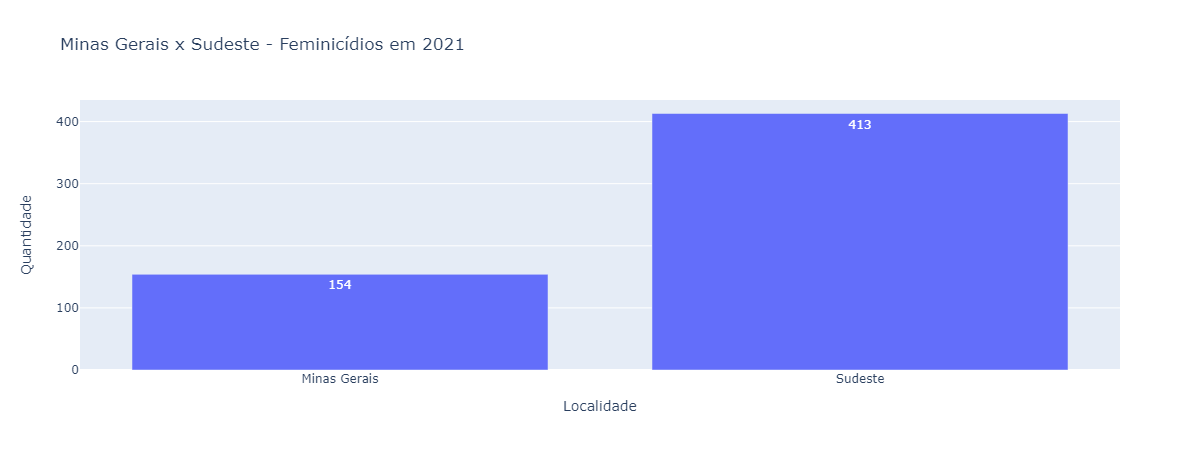 Minas Gerais x Sudeste - Feminicídios em 2021
Quantidade
400
300
200
100
0
154
413
Minas Gerais
Sudeste
Localidade